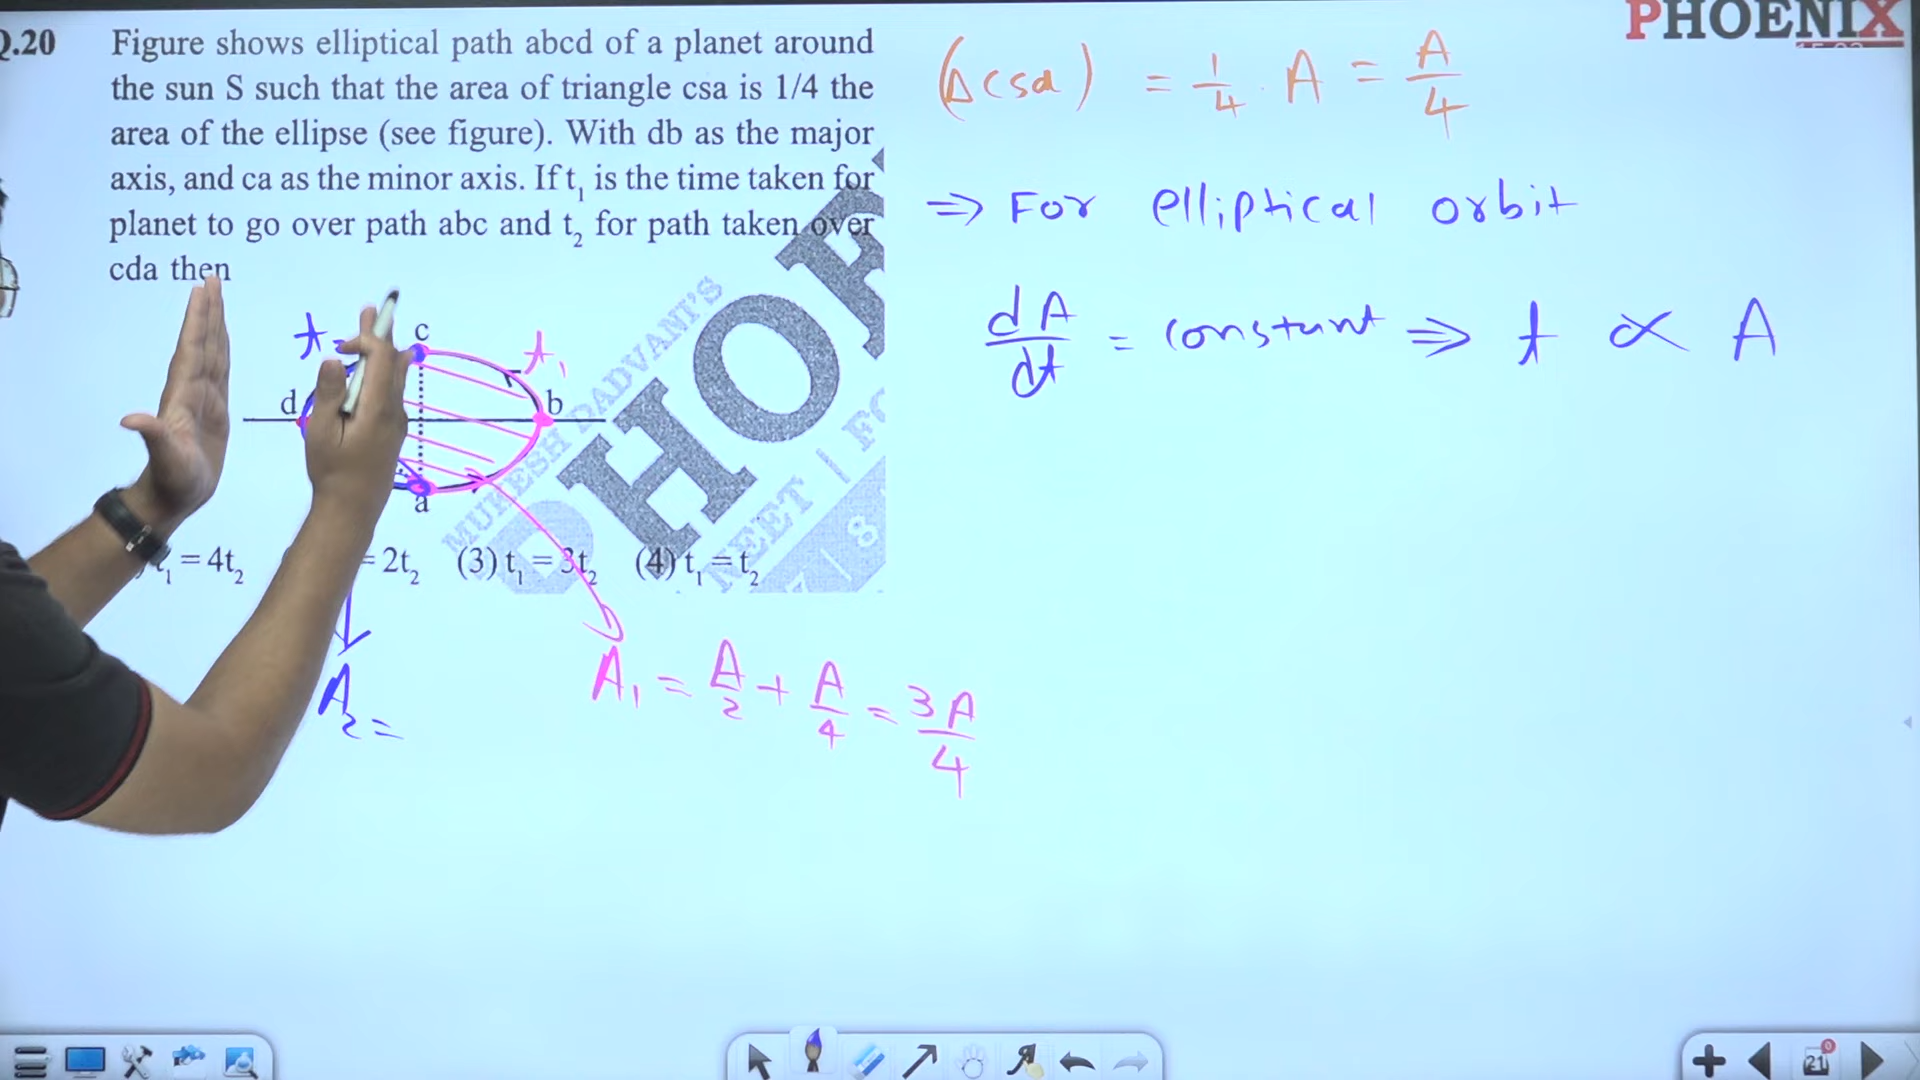 PHOENIX
Q.20 Figure shows elliptical path abcd of a planet around
the sun S such that the area of triangle csa is 1/4 the
area of the ellipse (see figure). With db as the major
axis, and ca as the minor axis. If t₁ is the time taken for
planet to go over path abc and t₂ for path taken over
cda then
c
t₁
d
b
a
= 4t₂ = 2t₂ (3) t₁ = 3t₂ (4) t₁ = t₂
MUKESH DADVANI'S
NEET
A₂ =
A₁ = A/2 + A/4 = 3A/4
(Δcsa) = 1/4 . A = A/4
⇒ For elliptical orbit
dA/dt = constant ⇒ t ∝ A
21